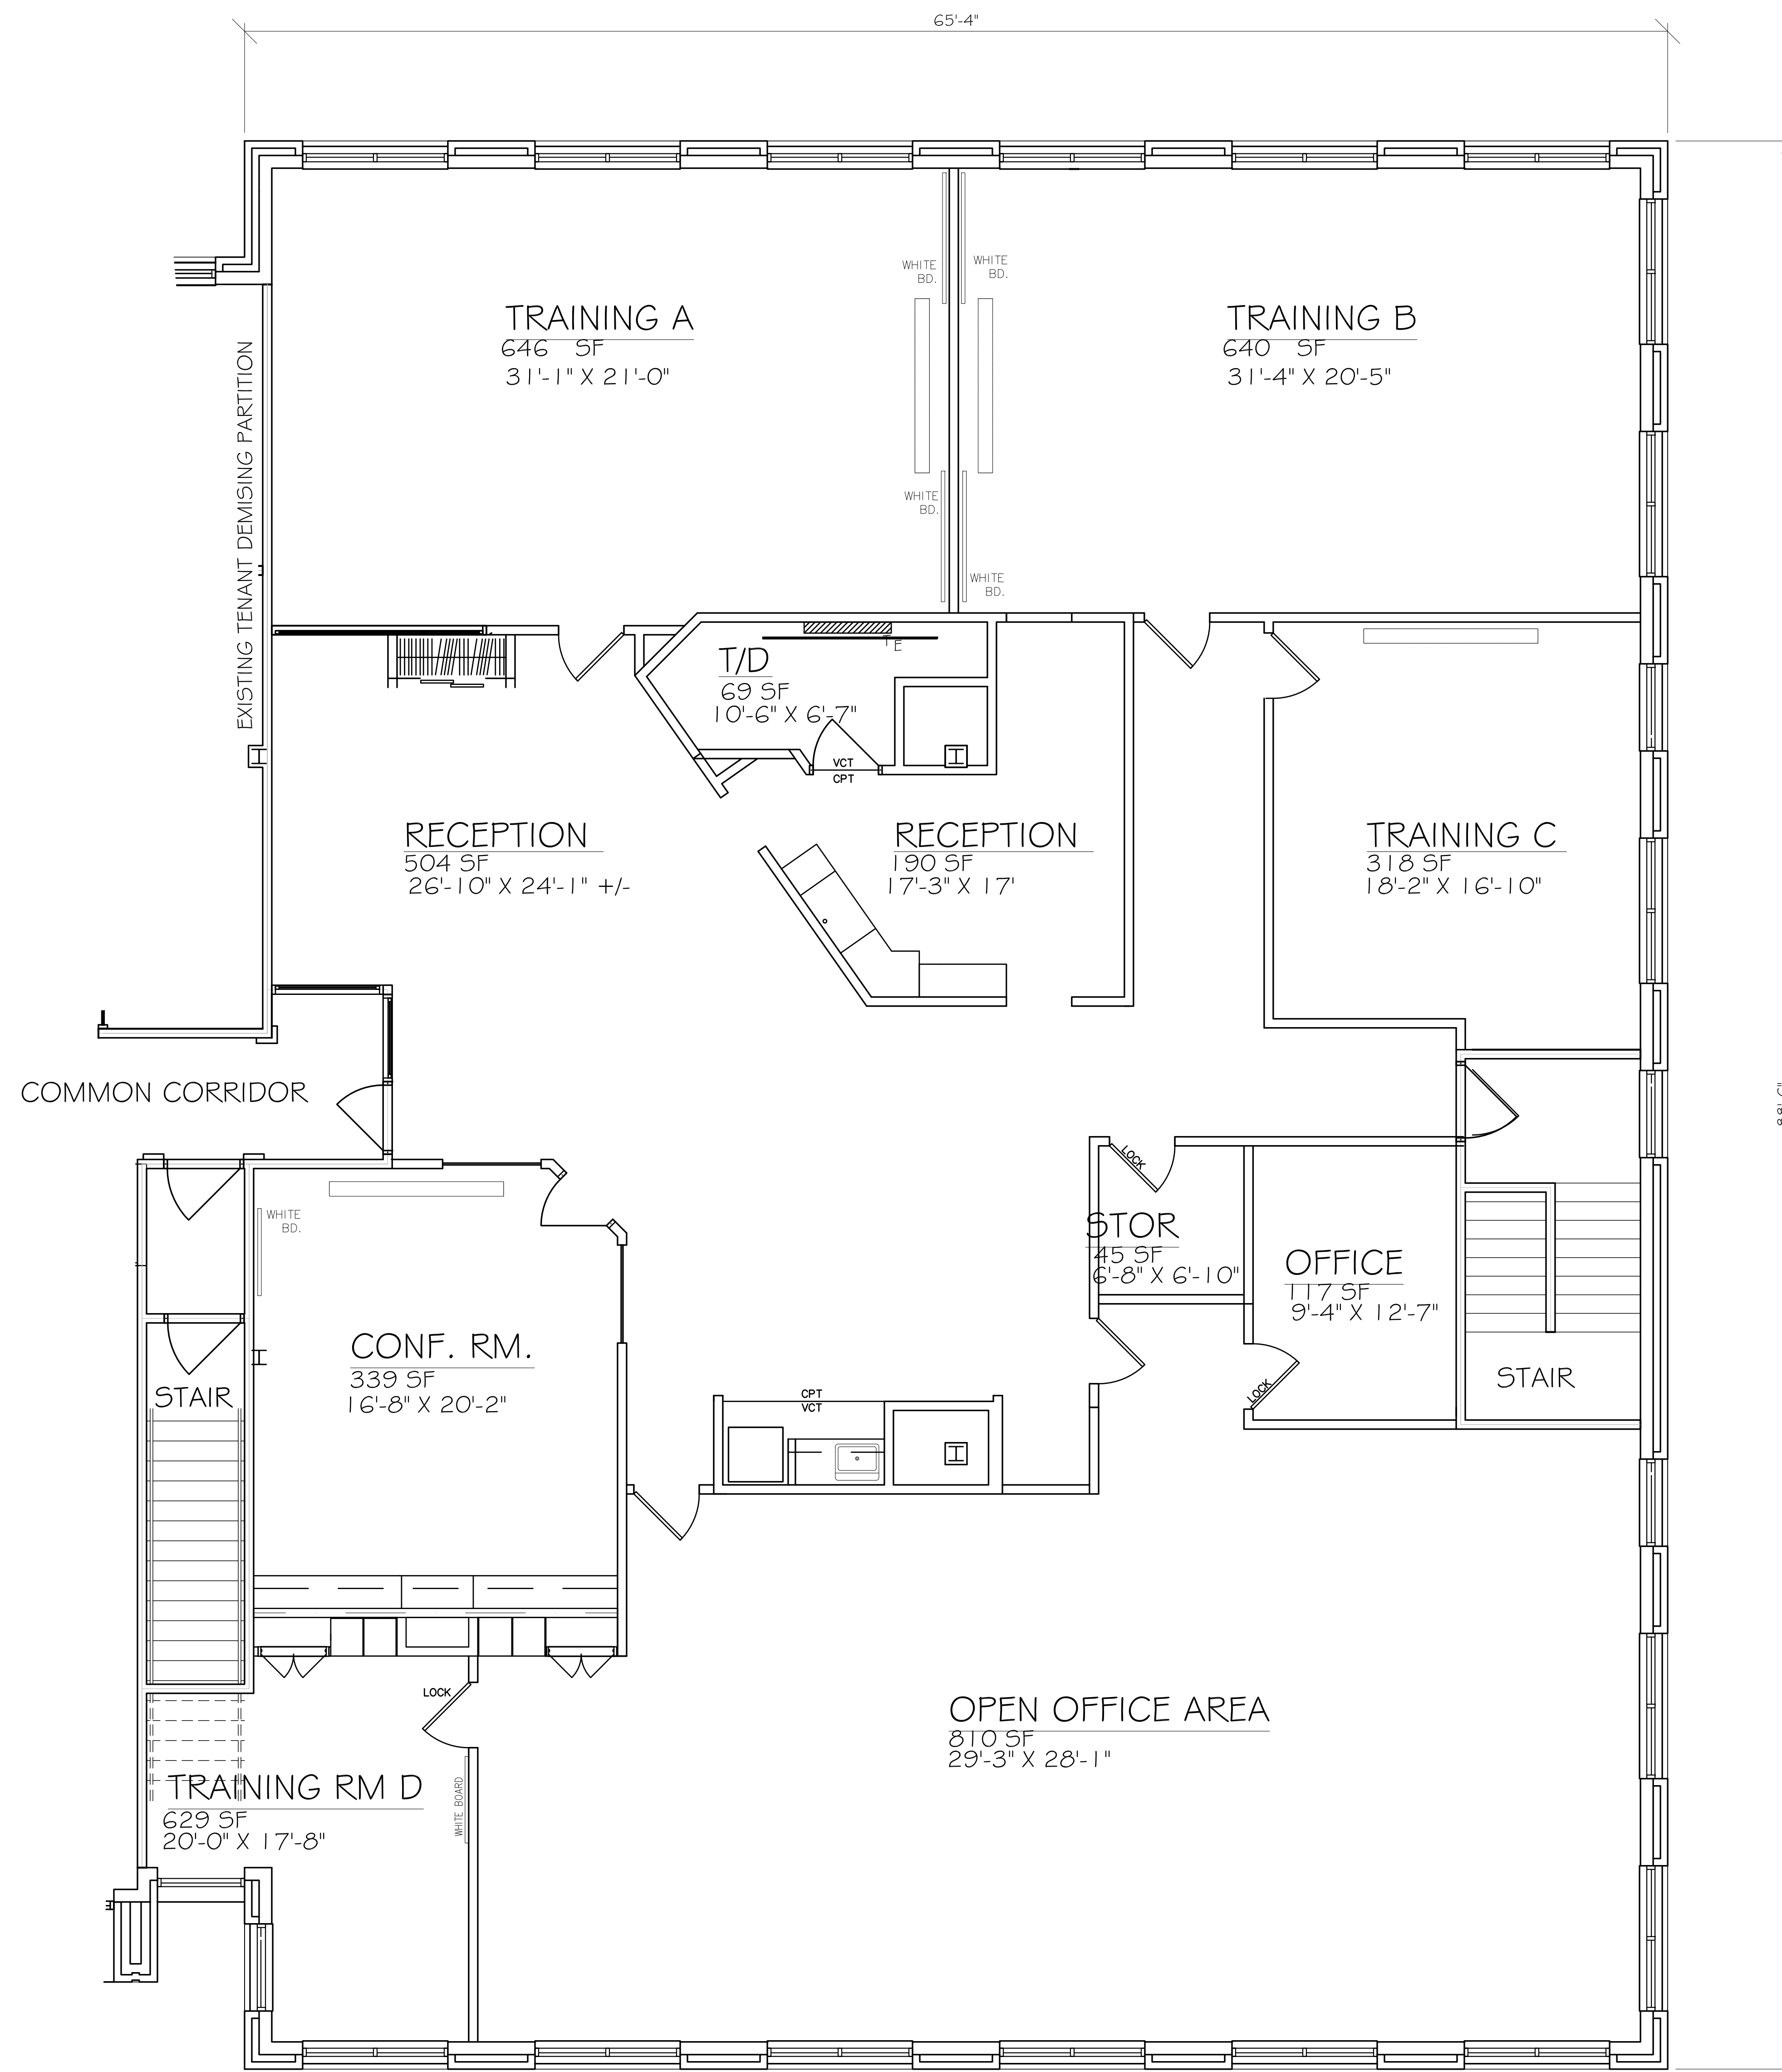 65'-4"
WHITE
BD.
WHITE
BD.
TRAINING A
646 SF
31'-1" X 21'-0"
TRAINING B
640 SF
31'-4" X 20'-5"
EXISTING TENANT DEMISING PARTITION
WHITE
BD.
WHITE
BD.
T E
T/D
69 SF
10'-6" X 6'-7"
VCT
CPT
RECEPTION
504 SF
26'-10" X 24'-1" +/-
RECEPTION
190 SF
17'-3" X 17'
TRAINING C
318 SF
18'-2" X 16'-10"
COMMON CORRIDOR
LOCK
WHITE
BD.
STOR
45 SF
6'-8" X 6'-10"
OFFICE
117 SF
9'-4" X 12'-7"
CONF. RM.
339 SF
16'-8" X 20'-2"
STAIR
STAIR
LOCK
CPT
VCT
LOCK
OPEN OFFICE AREA
810 SF
29'-3" X 28'-1"
TRAINING RM D
629 SF
20'-0" X 17'-8"
WHITE BOARD